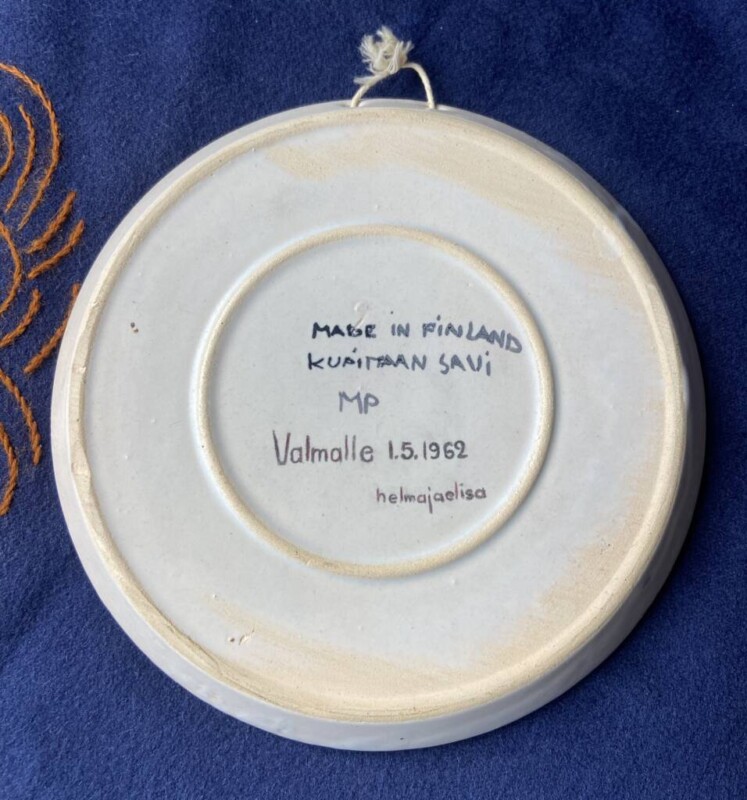 MADE IN FINLAND
KUPITTAAN SAVI
MP
Valmalle 1.5.1962
helmajaelisa